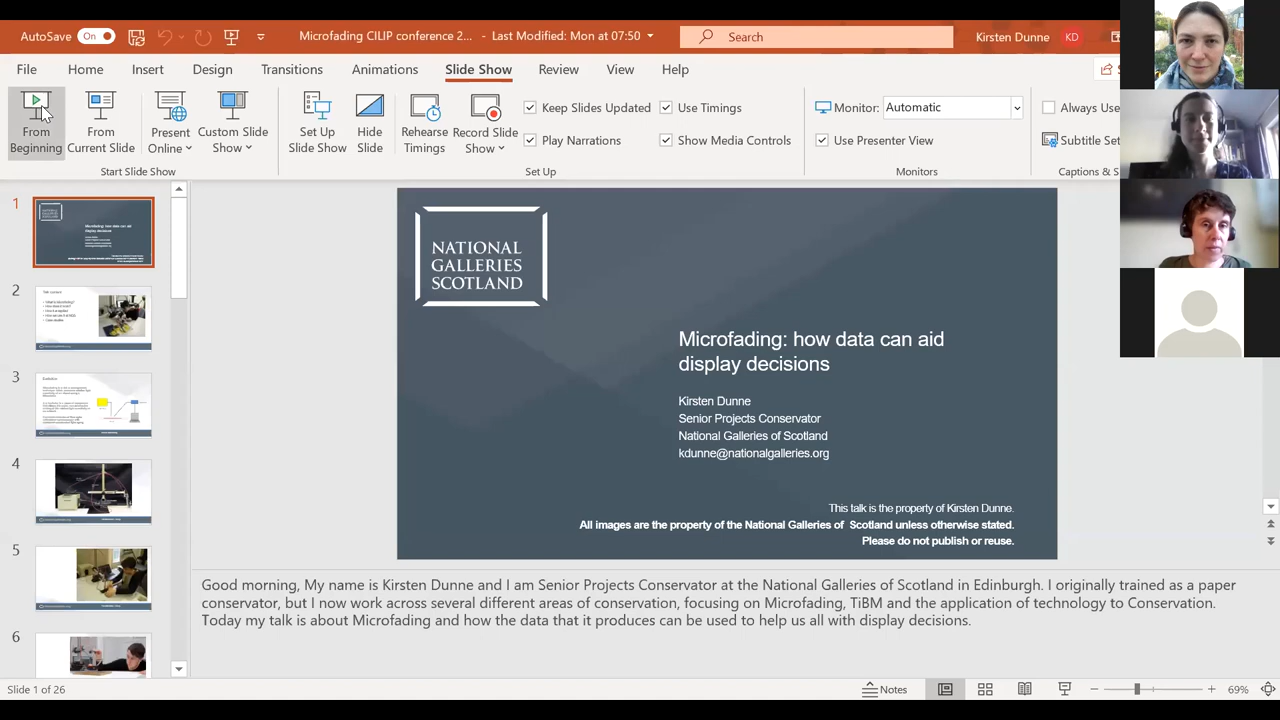 AutoSave On
Microfading CILIP conference 2... - Last Modified: Mon at 07:50
Search
Kirsten Dunne KD
File Home Insert Design Transitions Animations Slide Show Review View Help
From Beginning
From Current Slide
Present Online
Custom Slide Show
Start Slide Show
Set Up Slide Show
Hide Slide
Rehearse Timings
Record Slide Show
Keep Slides Updated
Use Timings
Play Narrations
Show Media Controls
Set Up
Monitor: Automatic
Use Presenter View
Monitors
Always Use
Subtitle Set
Captions & S
1
2
3
4
5
6
NATIONAL
GALLERIES
SCOTLAND
Microfading: how data can aid
display decisions
Kirsten Dunne
Senior Projects Conservator
National Galleries of Scotland
kdunne@nationalgalleries.org
This talk is the property of Kirsten Dunne.
All images are the property of the National Galleries of Scotland unless otherwise stated.
Please do not publish or reuse.
Good morning, My name is Kirsten Dunne and I am Senior Projects Conservator at the National Galleries of Scotland in Edinburgh. I originally trained as a paper
conservator, but I now work across several different areas of conservation, focusing on Microfading, TiBM and the application of technology to Conservation.
Today my talk is about Microfading and how the data that it produces can be used to help us all with display decisions.
Slide 1 of 26
Notes
69%